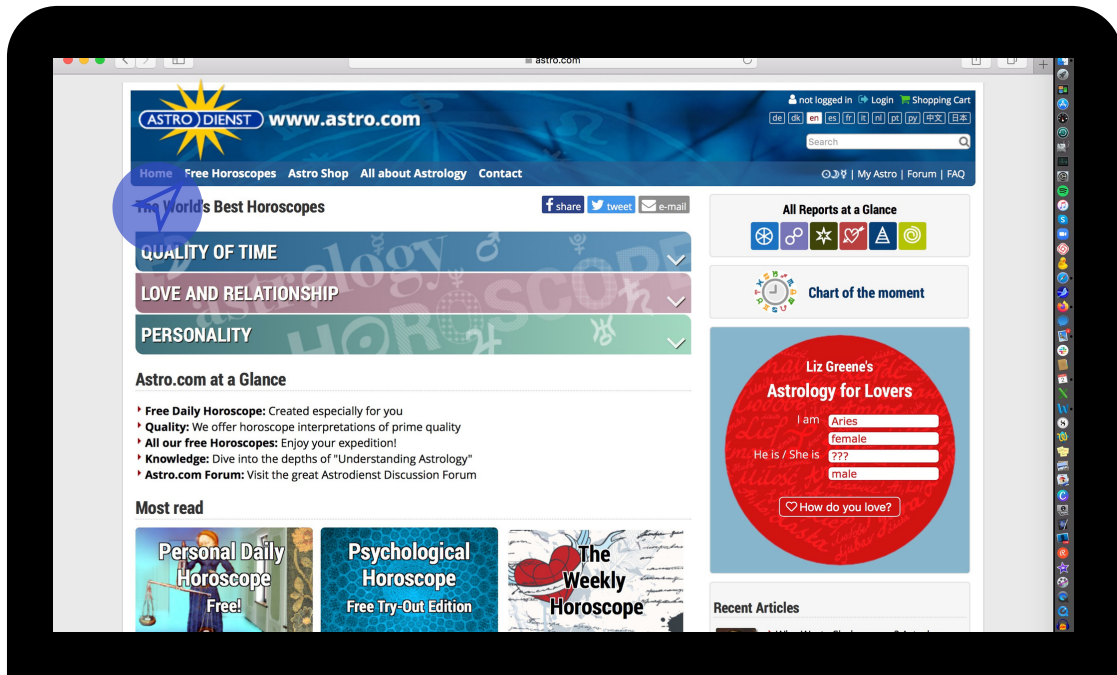 astro.com
ASTRO DIENST www.astro.com
not logged in Login Shopping Cart
de dk en es fr it nl pt py 中文 日本
Search
Home Free Horoscopes Astro Shop All about Astrology Contact
My Astro | Forum | FAQ
The World's Best Horoscopes
share tweet e-mail
QUALITY OF TIME
LOVE AND RELATIONSHIP
PERSONALITY
astrology
HOROSCOPE
Astro.com at a Glance
Free Daily Horoscope: Created especially for you
Quality: We offer horoscope interpretations of prime quality
All our free Horoscopes: Enjoy your expedition!
Knowledge: Dive into the depths of "Understanding Astrology"
Astro.com Forum: Visit the great Astrodienst Discussion Forum
Most read
Personal Daily
Horoscope
Free!
Psychological
Horoscope
Free Try-Out Edition
The
Weekly
Horoscope
All Reports at a Glance
Chart of the moment
Liz Greene's
Astrology for Lovers
I am Aries
female
He is / She is ???
male
How do you love?
Recent Articles